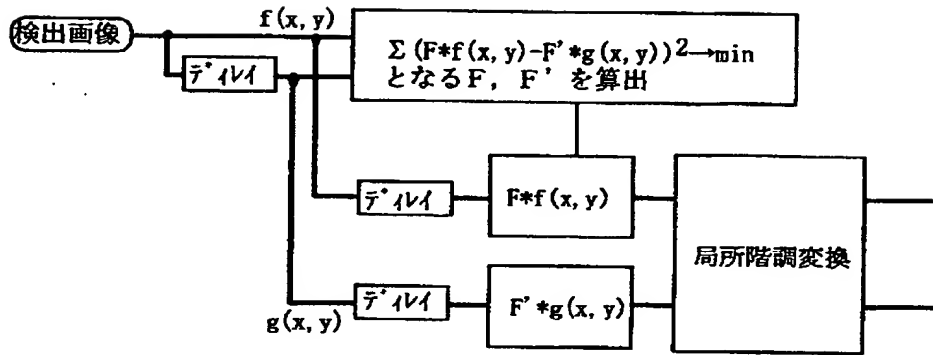 f(x,y)
検出画像
ディレイ
Σ(F*f(x,y)-F'*g(x,y))²→min
となるF, F'を算出
ディレイ
F*f(x,y)
局所階調変換
ディレイ
F'*g(x,y)
g(x,y)